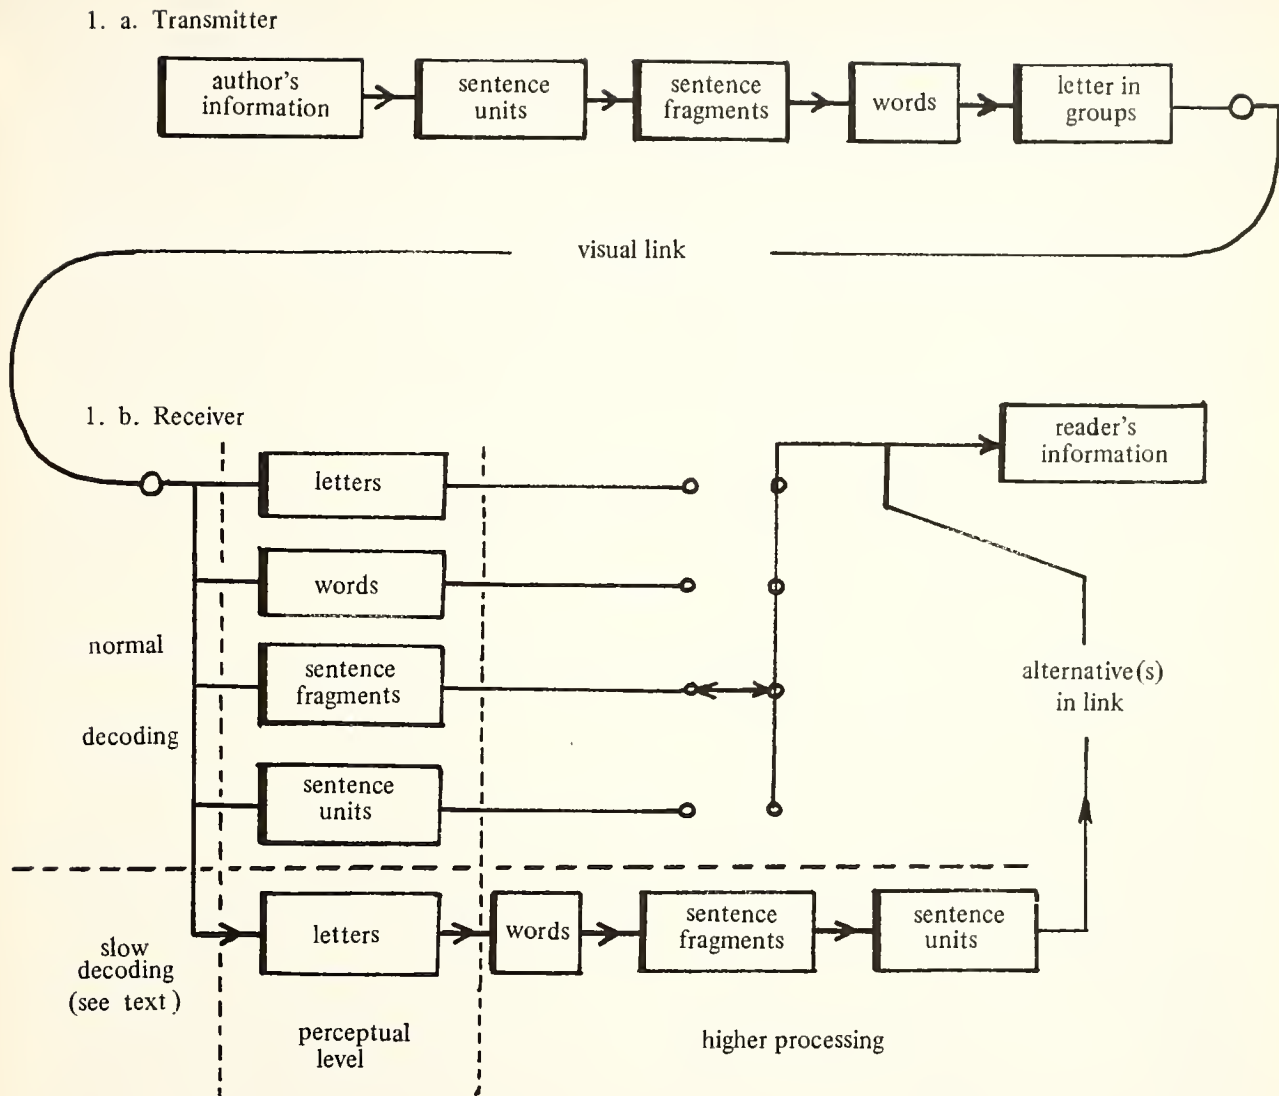 1. a. Transmitter
author's
information
sentence
units
sentence
fragments
words
letter in
groups
visual link
1. b. Receiver
reader's
information
letters
words
normal
sentence
fragments
alternative(s)
in link
decoding
sentence
units
slow
decoding
(see text)
letters
words
sentence
fragments
sentence
units
perceptual
level
higher processing